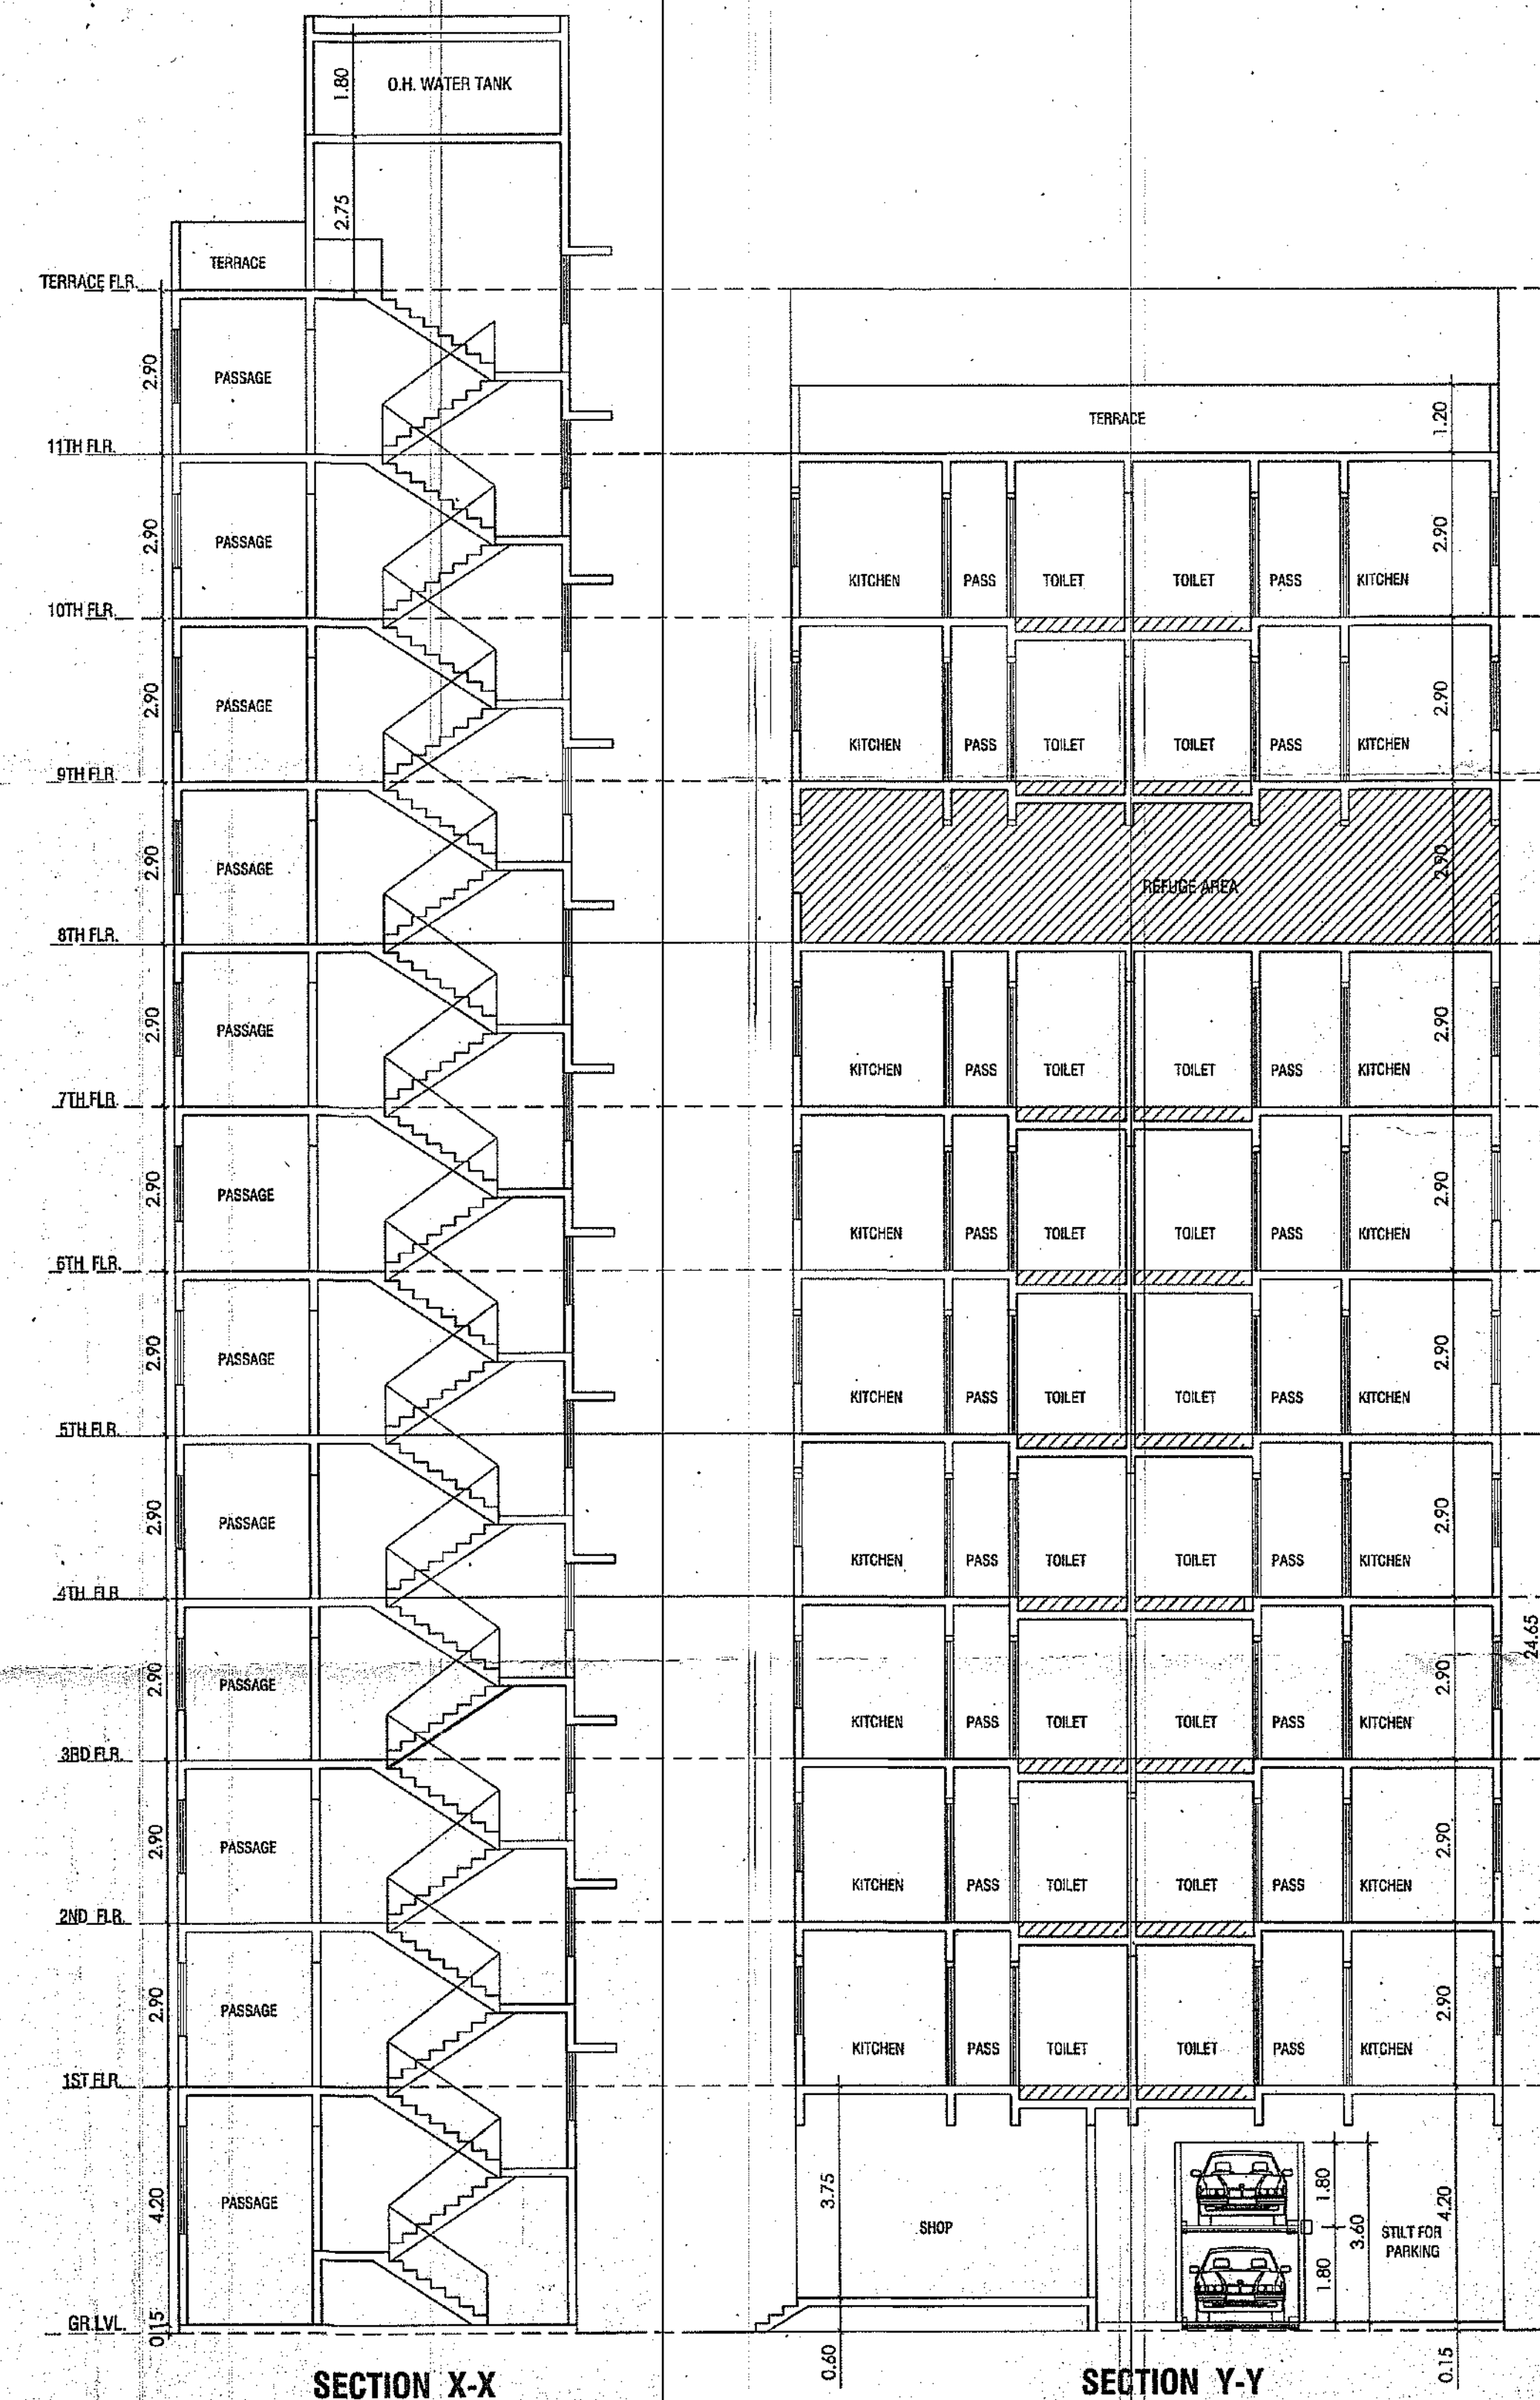 1.80
O.H. WATER TANK
2.75
TERRACE
TERRACE FLR.
2.90
PASSAGE
11TH FLR.
2.90
PASSAGE
10TH FLR.
2.90
PASSAGE
9TH FLR.
2.90
PASSAGE
8TH FLR.
2.90
PASSAGE
7TH FLR.
2.90
PASSAGE
6TH FLR.
2.90
PASSAGE
5TH FLR.
2.90
PASSAGE
4TH FLR.
2.90
PASSAGE
3RD FLR.
2.90
PASSAGE
2ND FLR.
2.90
PASSAGE
1ST FLR.
4.20
PASSAGE
GR.LVL.
0.15
SECTION X-X
TERRACE
1.20
2.90
KITCHEN PASS TOILET TOILET PASS KITCHEN
2.90
KITCHEN PASS TOILET TOILET PASS KITCHEN
2.90
REFUGE AREA
2.90
KITCHEN PASS TOILET TOILET PASS KITCHEN
2.90
KITCHEN PASS TOILET TOILET PASS KITCHEN
2.90
KITCHEN PASS TOILET TOILET PASS KITCHEN
2.90
KITCHEN PASS TOILET TOILET PASS KITCHEN
24.65
2.90
KITCHEN PASS TOILET TOILET PASS KITCHEN
2.90
KITCHEN PASS TOILET TOILET PASS KITCHEN
2.90
KITCHEN PASS TOILET TOILET PASS KITCHEN
3.75
SHOP
1.80
3.60
1.80
STILT FOR
PARKING
4.20
0.60
0.15
SECTION Y-Y